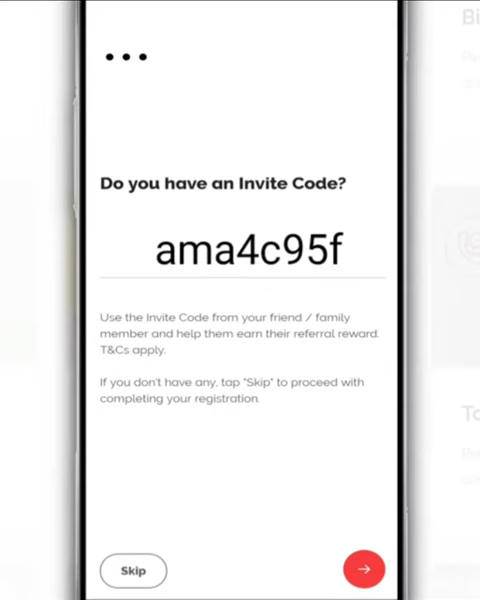 Do you have an Invite Code?
ama4c95f
Use the Invite Code from your friend / family
member and help them earn their referral reward.
T&Cs apply.
If you don't have any, tap "Skip" to proceed with
completing your registration.
Skip
Bi
To